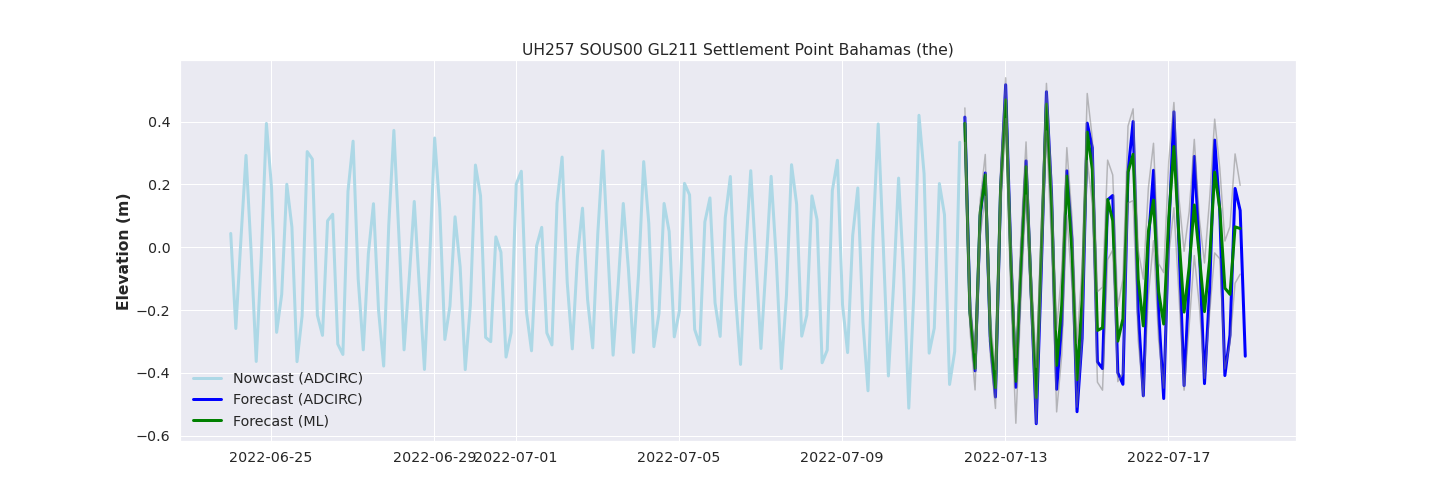 UH257 SOUS00 GL211 Settlement Point Bahamas (the)
Elevation (m)
0.4
0.2
0.0
−0.2
−0.4
−0.6
Nowcast (ADCIRC)
Forecast (ADCIRC)
Forecast (ML)
2022-06-25 2022-06-29 2022-07-01 2022-07-05 2022-07-09 2022-07-13 2022-07-17